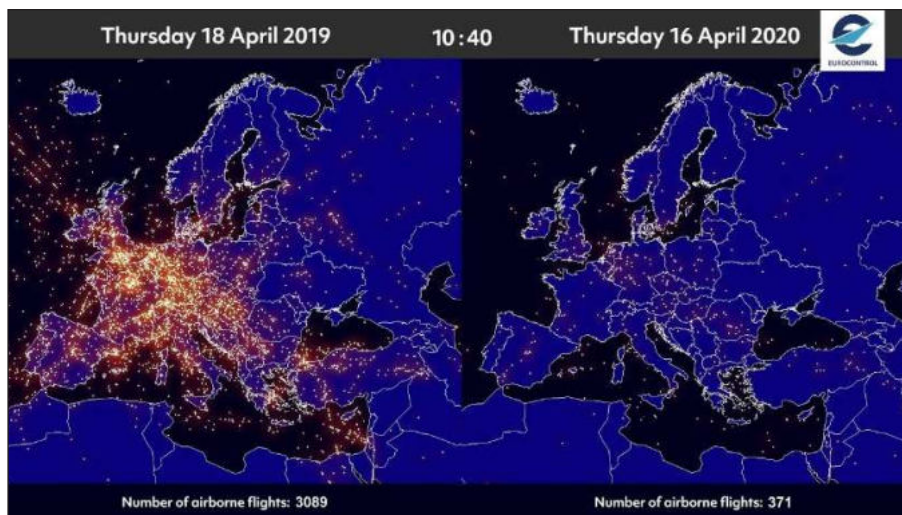 Thursday 18 April 2019
10:40
Thursday 16 April 2020
EUROCONTROL
Number of airborne flights: 3089
Number of airborne flights: 371